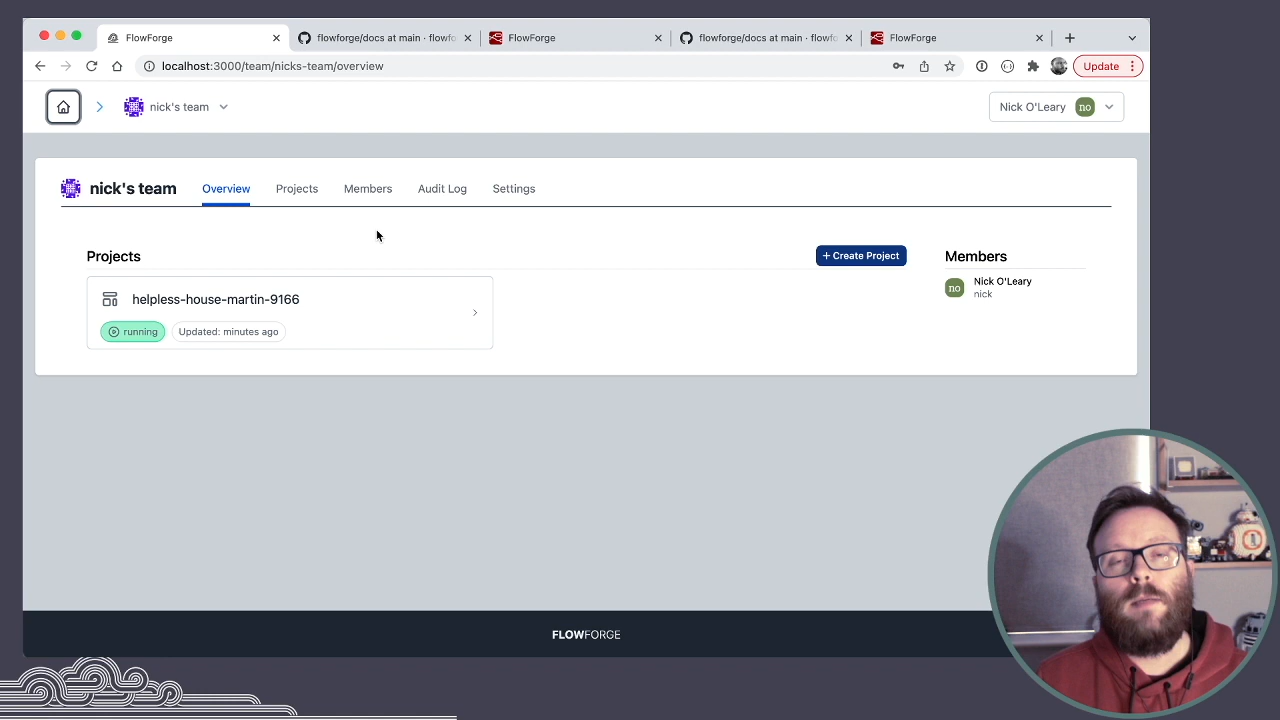 FlowForge
flowforge/docs at main · flowfo
FlowForge
flowforge/docs at main · flowfo
FlowForge
localhost:3000/team/nicks-team/overview
Update
nick's team
Nick O'Leary no
nick's team Overview Projects Members Audit Log Settings
Projects
+ Create Project
Members
helpless-house-martin-9166
running Updated: minutes ago
no Nick O'Leary
nick
FLOWFORGE